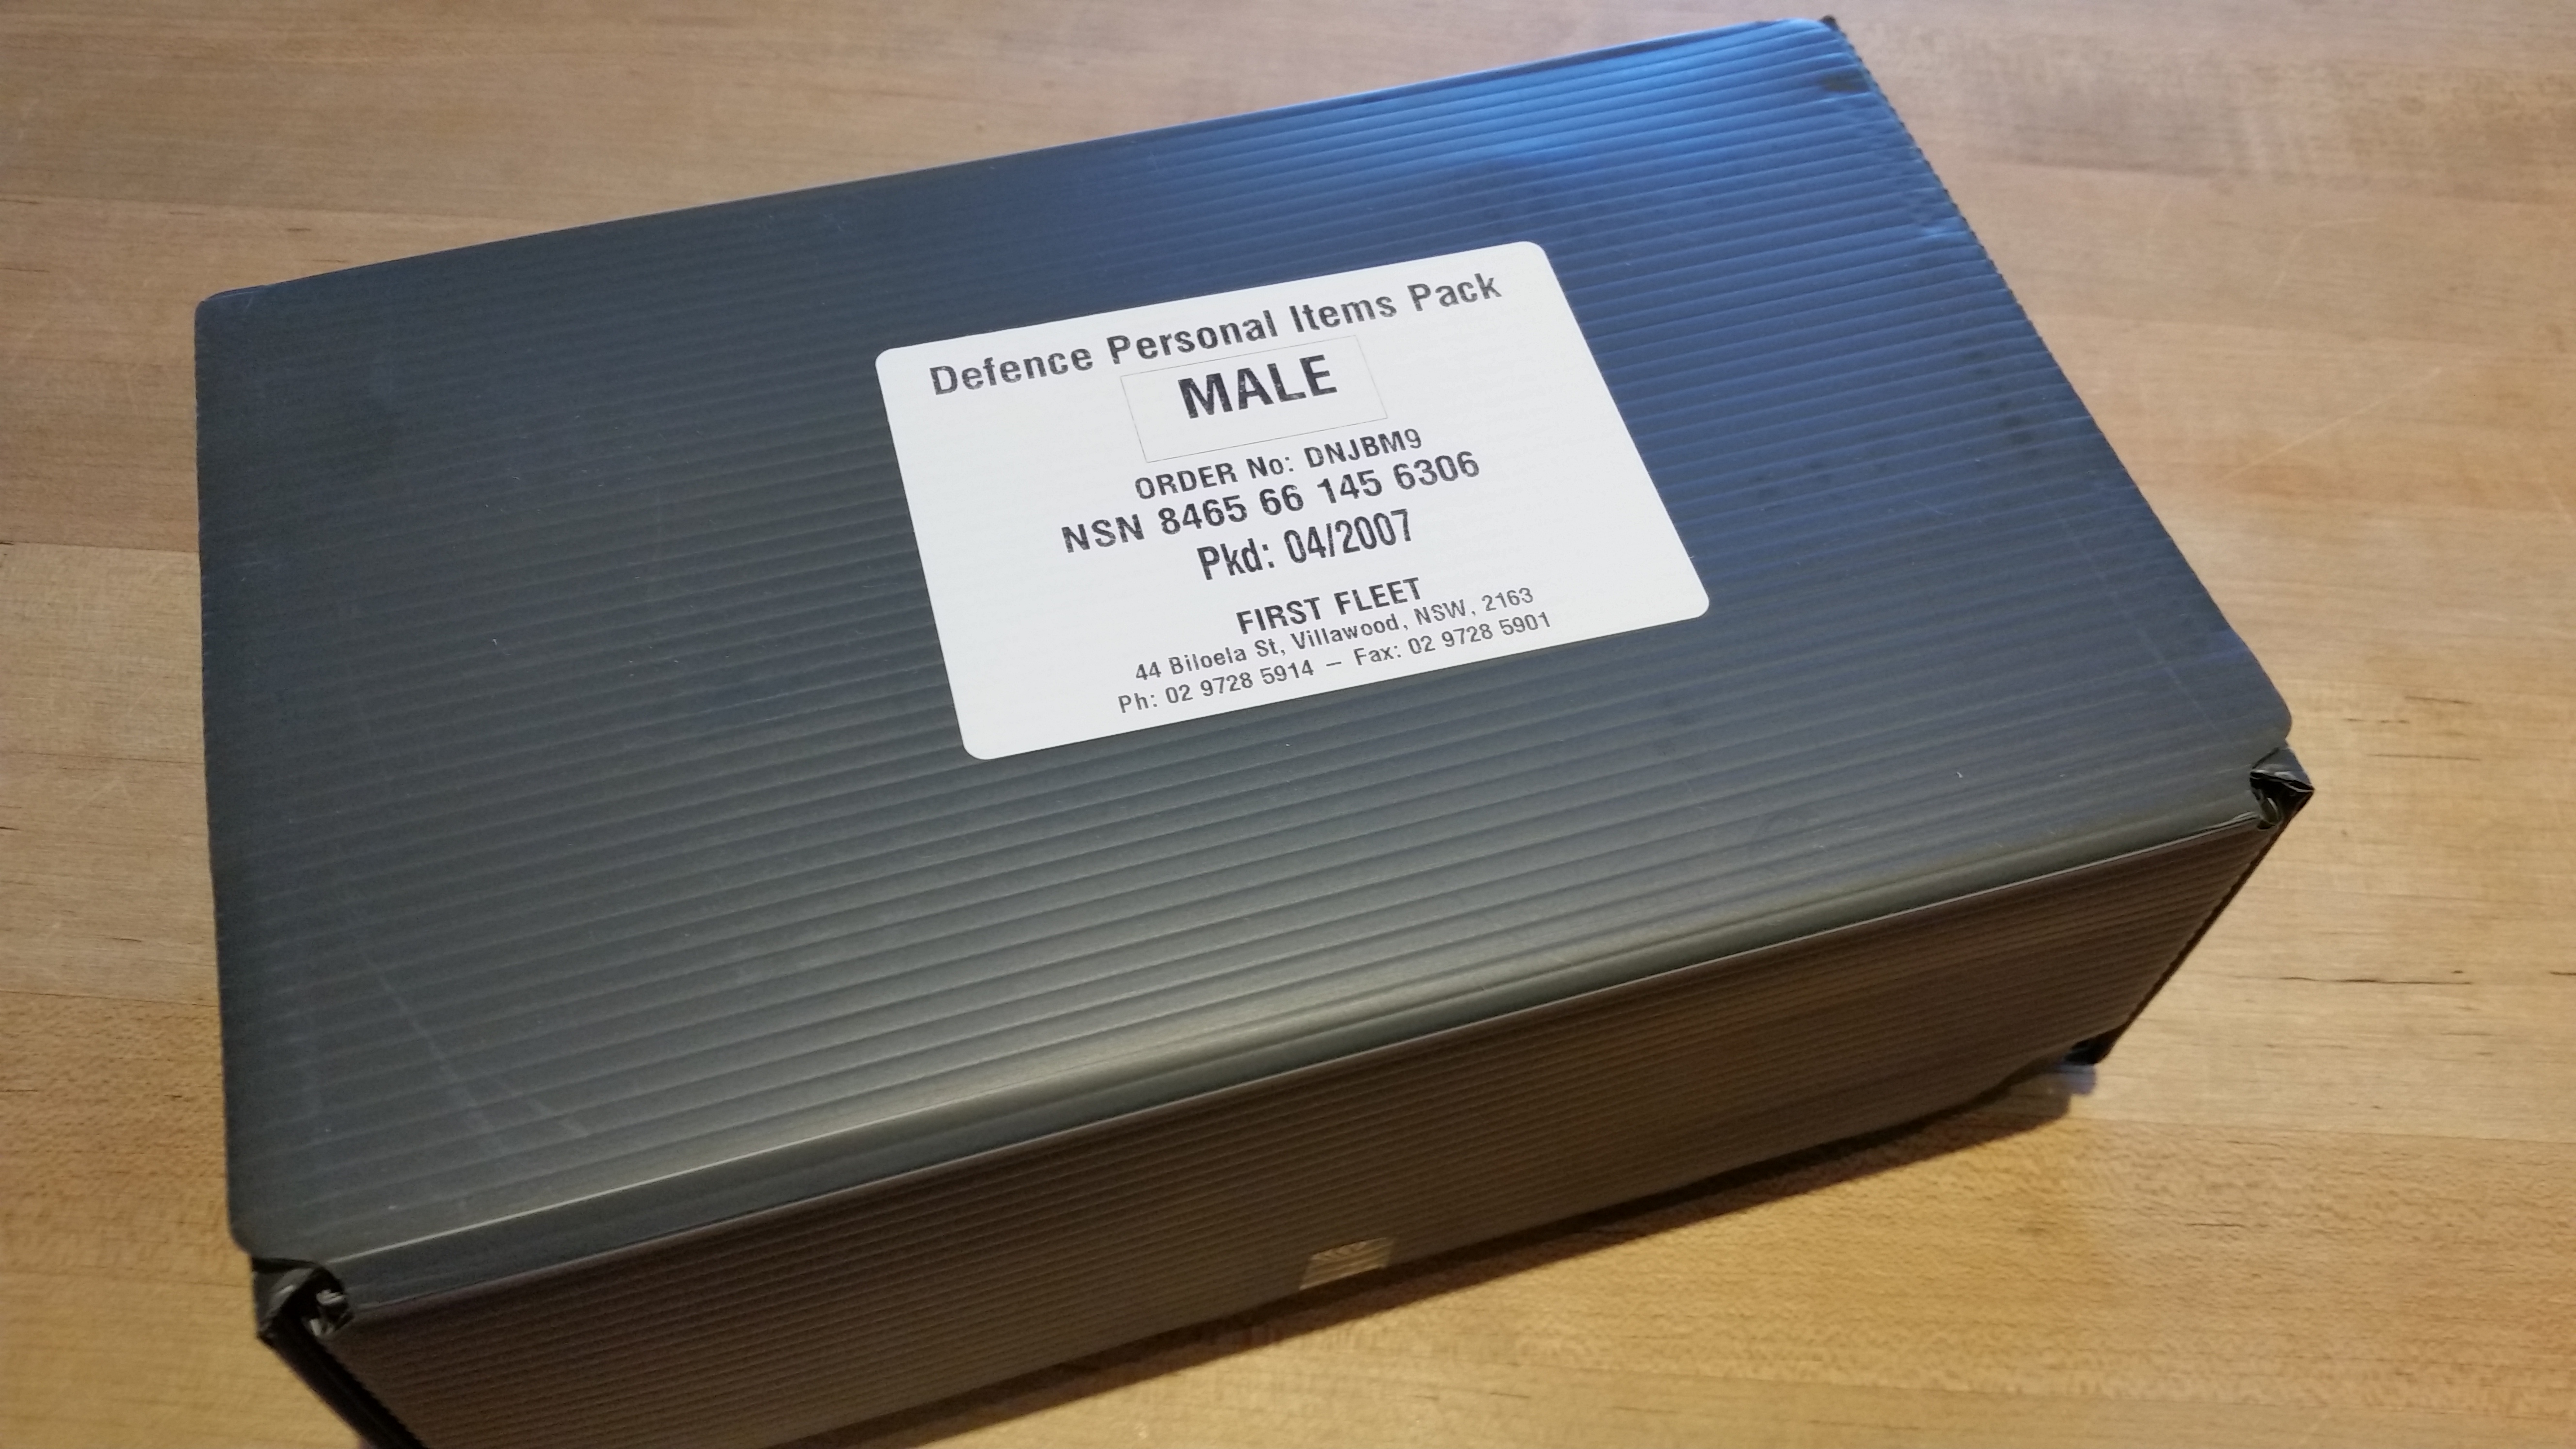 Defence Personal Items Pack
MALE
ORDER No: DNJBM9
NSN 8465 66 145 6306
Pkd: 04/2007
FIRST FLEET
44 Biloela St, Villawood, NSW, 2163
Ph: 02 9728 5914 – Fax: 02 9728 5901